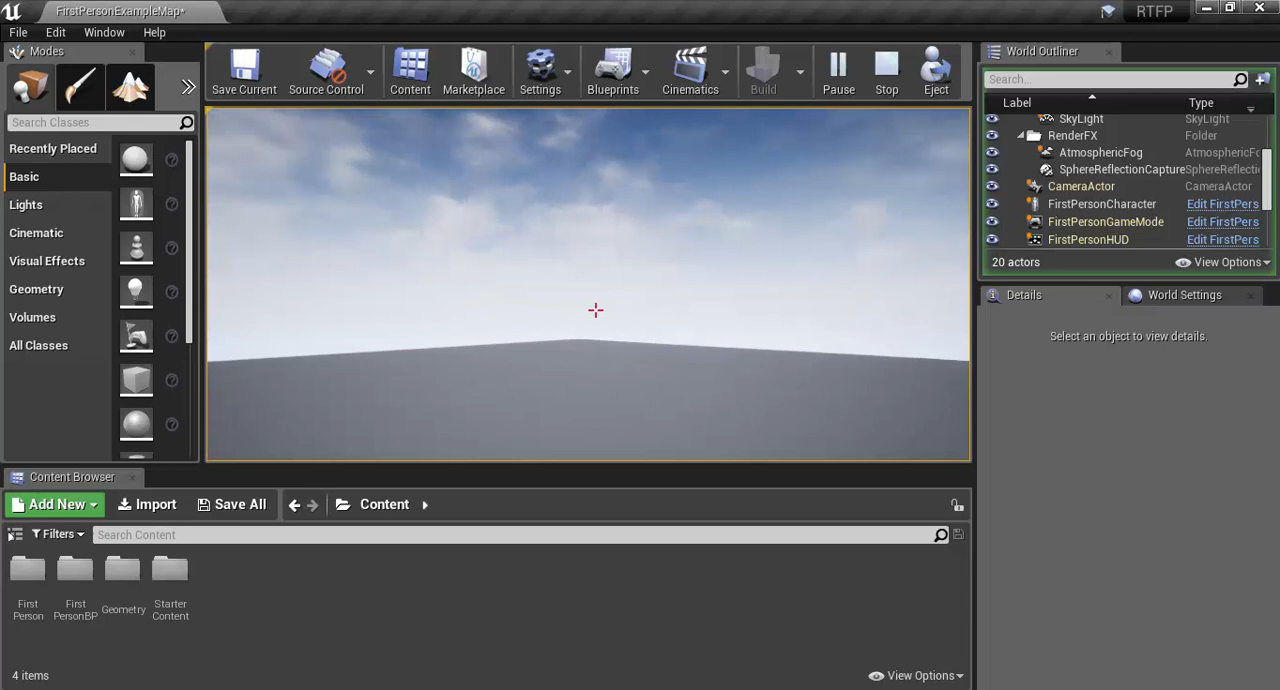 FirstPersonExampleMap*
RTFP
File Edit Window Help
Modes
Search Classes
Recently Placed
Basic
Lights
Cinematic
Visual Effects
Geometry
Volumes
All Classes
Save Current Source Control Content Marketplace Settings Blueprints Cinematics Build Pause Stop Eject
World Outliner
Search...
Label Type
SkyLight SkyLight
RenderFX Folder
AtmosphericFog AtmosphericFo
SphereReflectionCapture SphereReflectio
CameraActor CameraActor
FirstPersonCharacter Edit FirstPers
FirstPersonGameMode Edit FirstPers
FirstPersonHUD Edit FirstPers
20 actors View Options
Details World Settings
Select an object to view details.
Content Browser
Add New Import Save All Content
Filters Search Content
First Person
First PersonBP
Geometry
Starter Content
4 items View Options